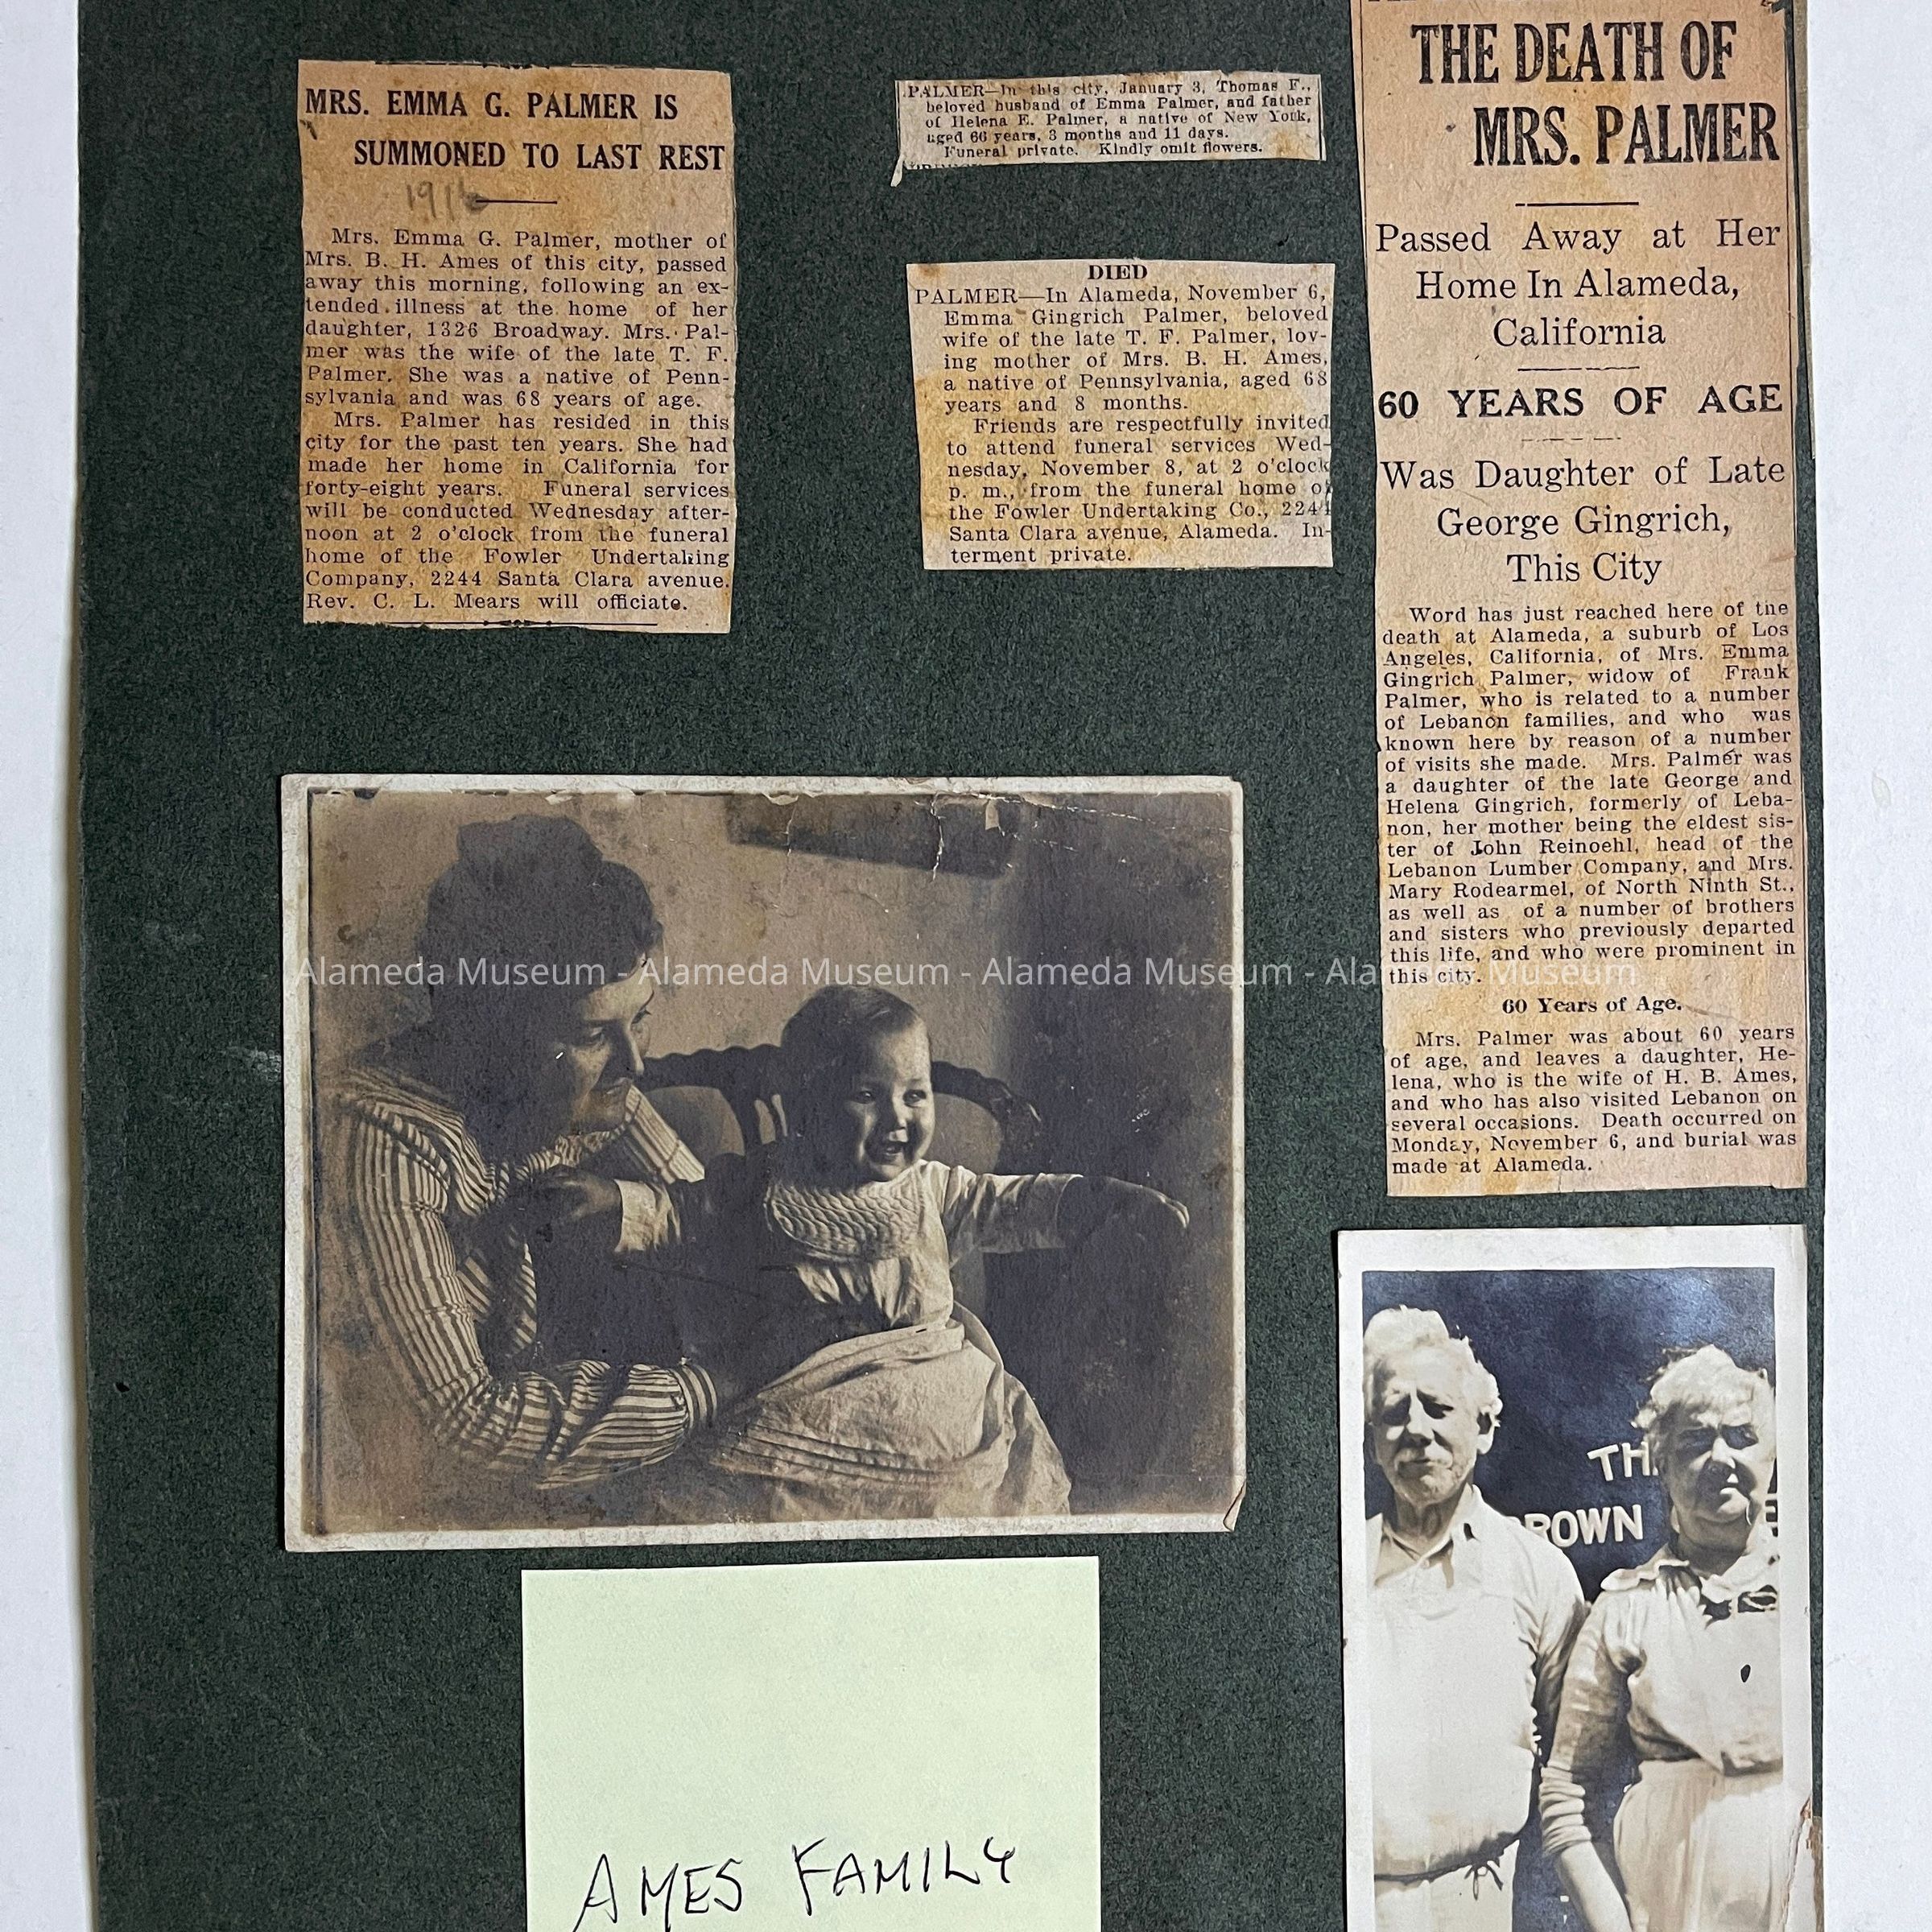 MRS. EMMA G. PALMER IS
SUMMONED TO LAST REST
Mrs. Emma G. Palmer, mother of
Mrs. B. H. Ames of this city, passed
away this morning, following an ex-
tended illness at the home of her
daughter, 1326 Broadway. Mrs. Pal-
mer was the wife of the late T. F.
Palmer. She was a native of Penn-
sylvania and was 68 years of age.
Mrs. Palmer has resided in this
city for the past ten years. She had
made her home in California for
forty-eight years. Funeral services
will be conducted Wednesday after-
noon at 2 o'clock from the funeral
home of the Fowler Undertaking
Company, 2244 Santa Clara avenue.
Rev. C. L. Mears will officiate.
PALMER—In this city, January 3, Thomas F.,
beloved husband of Emma Palmer, and father
of Helena E. Palmer, a native of New York,
aged 66 years, 3 months and 11 days.
Funeral private. Kindly omit flowers.
DIED
PALMER—In Alameda, November 6,
Emma Gingrich Palmer, beloved
wife of the late T. F. Palmer, lov-
ing mother of Mrs. B. H. Ames,
a native of Pennsylvania, aged 68
years and 8 months.
Friends are respectfully invited
to attend funeral services Wed-
nesday, November 8, at 2 o'clock
p. m., from the funeral home of
the Fowler Undertaking Co., 2244
Santa Clara avenue, Alameda. In-
terment private.
THE DEATH OF
MRS. PALMER
Passed Away at Her
Home In Alameda,
California
60 YEARS OF AGE
Was Daughter of Late
George Gingrich,
This City
Word has just reached here of the
death at Alameda, a suburb of Los
Angeles, California, of Mrs. Emma
Gingrich Palmer, widow of Frank
Palmer, who is related to a number
of Lebanon families, and who was
known here by reason of a number
of visits she made. Mrs. Palmer was
a daughter of the late George and
Helena Gingrich, formerly of Leba-
non, her mother being the eldest sis-
ter of John Reinoehl, head of the
Lebanon Lumber Company, and Mrs.
Mary Rodearmel, of North Ninth St.,
as well as of a number of brothers
and sisters who previously departed
this life, and who were prominent in
this city.
60 Years of Age.
Mrs. Palmer was about 60 years
of age, and leaves a daughter, He-
lena, who is the wife of H. B. Ames,
and who has also visited Lebanon on
several occasions. Death occurred on
Monday, November 6, and burial was
made at Alameda.
Alameda Museum - Alameda Museum - Alameda Museum - Alameda Museum
TH
ROWN
AMES FAMILY